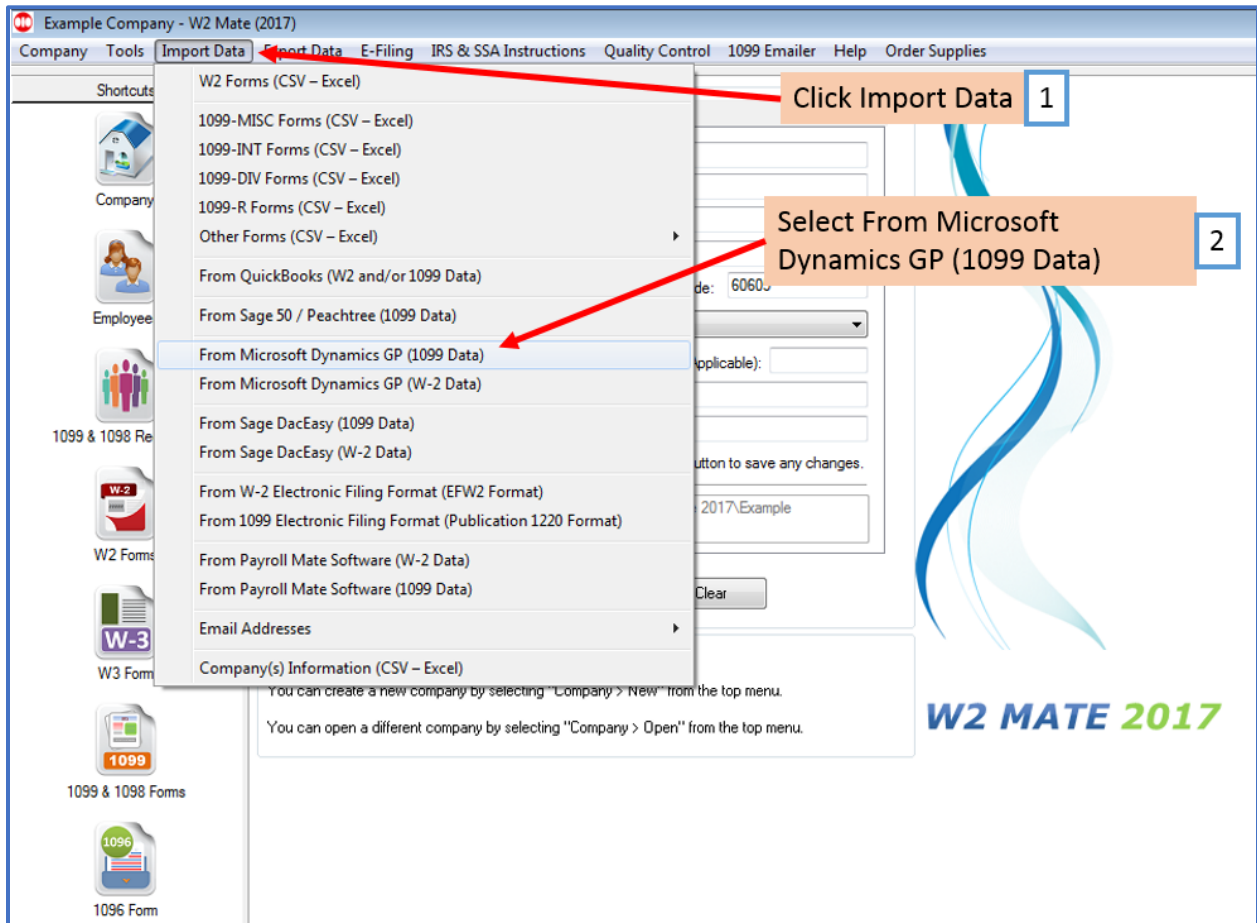 Example Company - W2 Mate (2017)
Company Tools Import Data Export Data E-Filing IRS & SSA Instructions Quality Control 1099 Emailer Help Order Supplies
Shortcuts
Company
Employee
1099 & 1098 Re
W-2
W2 Forms
W-3
W3 Form
1099
1099 & 1098 Forms
1096
1096 Form
W2 Forms (CSV – Excel)
1099-MISC Forms (CSV – Excel)
1099-INT Forms (CSV – Excel)
1099-DIV Forms (CSV – Excel)
1099-R Forms (CSV – Excel)
Other Forms (CSV – Excel)
From QuickBooks (W2 and/or 1099 Data)
From Sage 50 / Peachtree (1099 Data)
From Microsoft Dynamics GP (1099 Data)
From Microsoft Dynamics GP (W-2 Data)
From Sage DacEasy (1099 Data)
From Sage DacEasy (W-2 Data)
From W-2 Electronic Filing Format (EFW2 Format)
From 1099 Electronic Filing Format (Publication 1220 Format)
From Payroll Mate Software (W-2 Data)
From Payroll Mate Software (1099 Data)
Email Addresses
Company(s) Information (CSV – Excel)
Click Import Data 1
Select From Microsoft
Dynamics GP (1099 Data)
2
de:
Applicable):
utton to save any changes.
2017\Example
Clear
You can create a new company by selecting "Company > New" from the top menu.
You can open a different company by selecting "Company > Open" from the top menu.
W2 MATE 2017